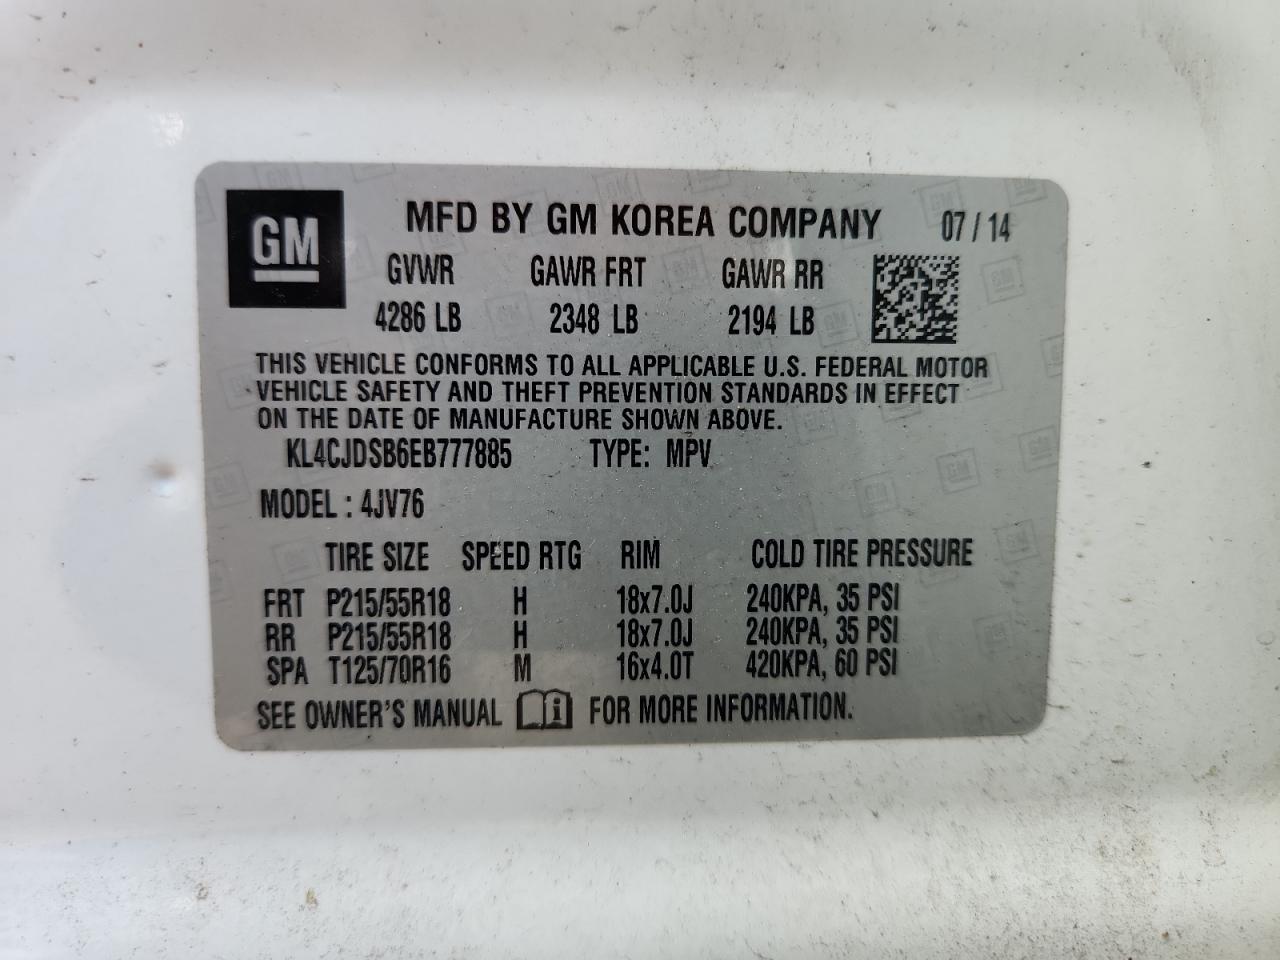 GM MFD BY GM KOREA COMPANY 07 / 14
GVWR GAWR FRT GAWR RR
4286 LB 2348 LB 2194 LB
THIS VEHICLE CONFORMS TO ALL APPLICABLE U.S. FEDERAL MOTOR
VEHICLE SAFETY AND THEFT PREVENTION STANDARDS IN EFFECT
ON THE DATE OF MANUFACTURE SHOWN ABOVE.
KL4CJDSB6EB777885 TYPE: MPV
MODEL : 4JV76
TIRE SIZE SPEED RTG RIM COLD TIRE PRESSURE
FRT P215/55R18 H 18x7.0J 240KPA, 35 PSI
RR P215/55R18 H 18x7.0J 240KPA, 35 PSI
SPA T125/70R16 M 16x4.0T 420KPA, 60 PSI
SEE OWNER'S MANUAL i FOR MORE INFORMATION.